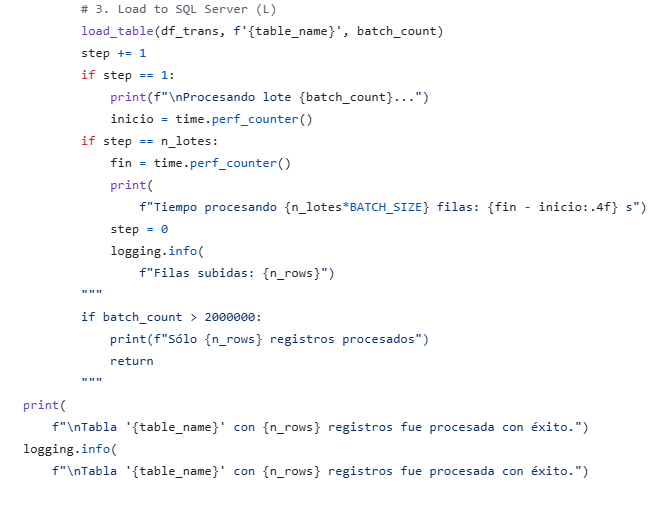 # 3. Load to SQL Server (L)
load_table(df_trans, f'{table_name}', batch_count)
step += 1
if step == 1:
print(f"\nProcesando lote {batch_count}...")
inicio = time.perf_counter()
if step == n_lotes:
fin = time.perf_counter()
print(
f"Tiempo procesando {n_lotes*BATCH_SIZE} filas: {fin - inicio:.4f} s")
step = 0
logging.info(
f"Filas subidas: {n_rows}")
"""
if batch_count > 2000000:
print(f"Sólo {n_rows} registros procesados")
return
"""
print(
f"\nTabla '{table_name}' con {n_rows} registros fue procesada con éxito.")
logging.info(
f"\nTabla '{table_name}' con {n_rows} registros fue procesada con éxito.")